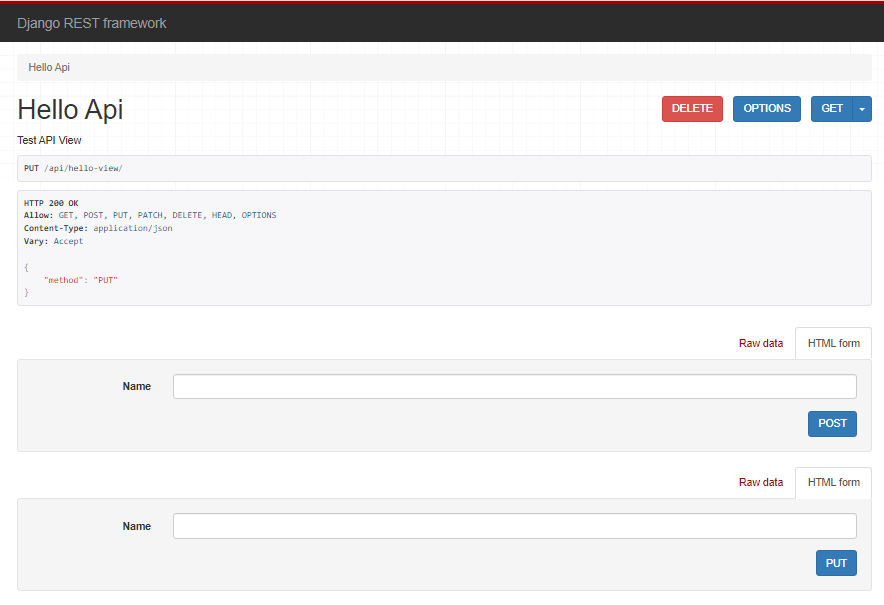 Django REST framework
Hello Api
Hello Api
DELETE
OPTIONS
GET
Test API View
PUT /api/hello-view/
HTTP 200 OK
Allow: GET, POST, PUT, PATCH, DELETE, HEAD, OPTIONS
Content-Type: application/json
Vary: Accept
{
    "method": "PUT"
}
Raw data
HTML form
Name
POST
Raw data
HTML form
Name
PUT